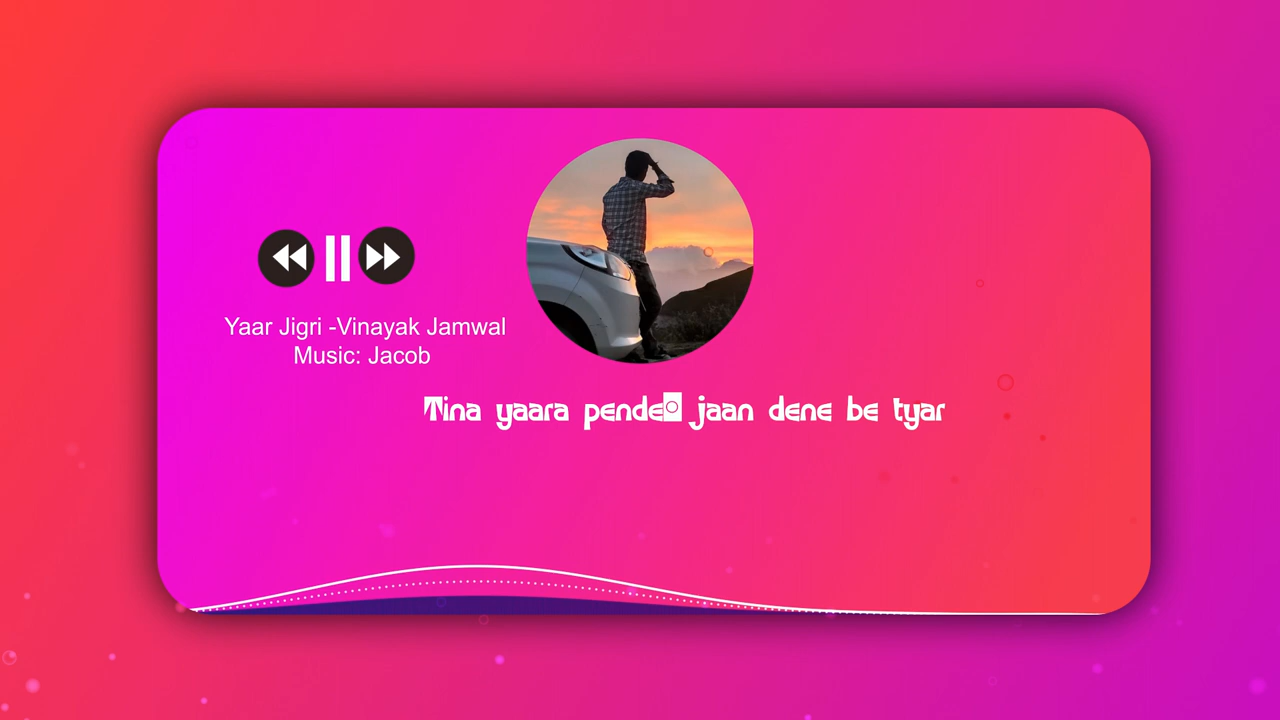 Yaar Jigri -Vinayak Jamwal
Music: Jacob
Tina yaara pende jaan dene be tyar